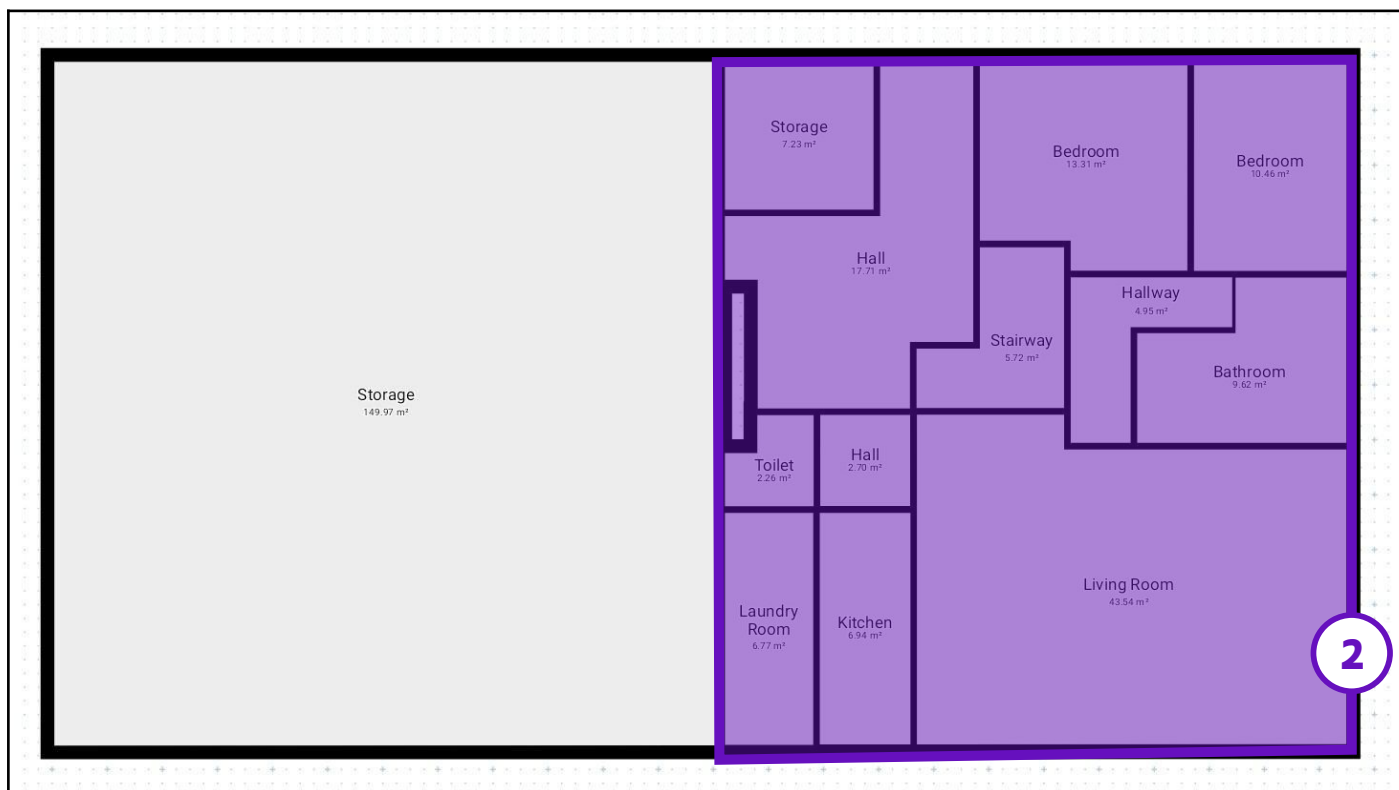 Storage
7.23 m²
Bedroom
13.31 m²
Bedroom
10.46 m²
Hall
17.71 m²
Hallway
4.95 m²
Stairway
5.72 m²
Bathroom
9.62 m²
Storage
149.97 m²
Toilet
2.26 m²
Hall
2.70 m²
Living Room
43.54 m²
Laundry
Room
6.77 m²
Kitchen
6.94 m²
2